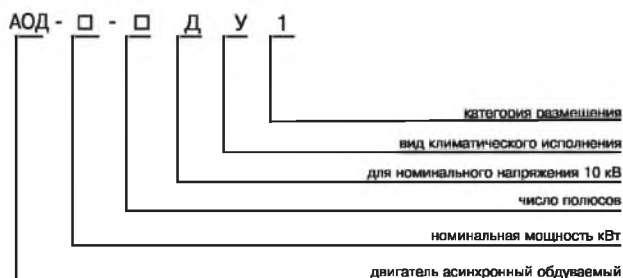 АОД - □ - □ Д У 1
категория размещения
вид климатического исполнения
для номинального напряжения 10 кВ
число полюсов
номинальная мощность кВт
двигатель асинхронный обдуваемый